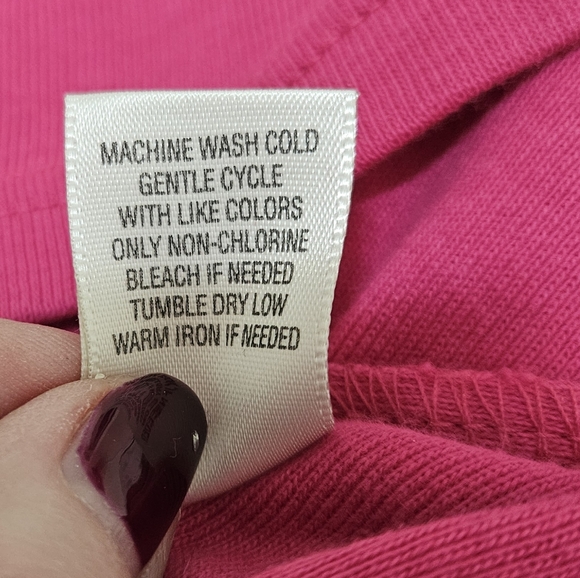 MACHINE WASH COLD
GENTLE CYCLE
WITH LIKE COLORS
ONLY NON-CHLORINE
BLEACH IF NEEDED
TUMBLE DRY LOW
WARM IRON IF NEEDED